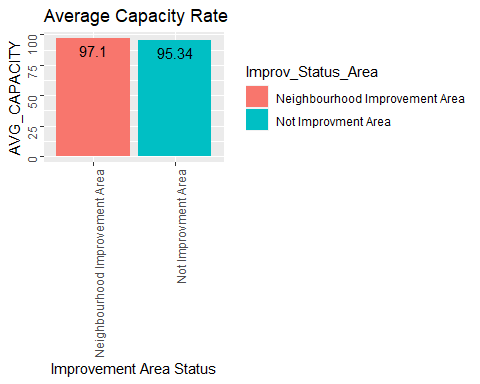 Average Capacity Rate
AVG_CAPACITY
100
75
50
25
0
97.1
95.34
Neighbourhood Improvement Area
Not Improvment Area
Improvement Area Status
Improv_Status_Area
Neighbourhood Improvement Area
Not Improvment Area